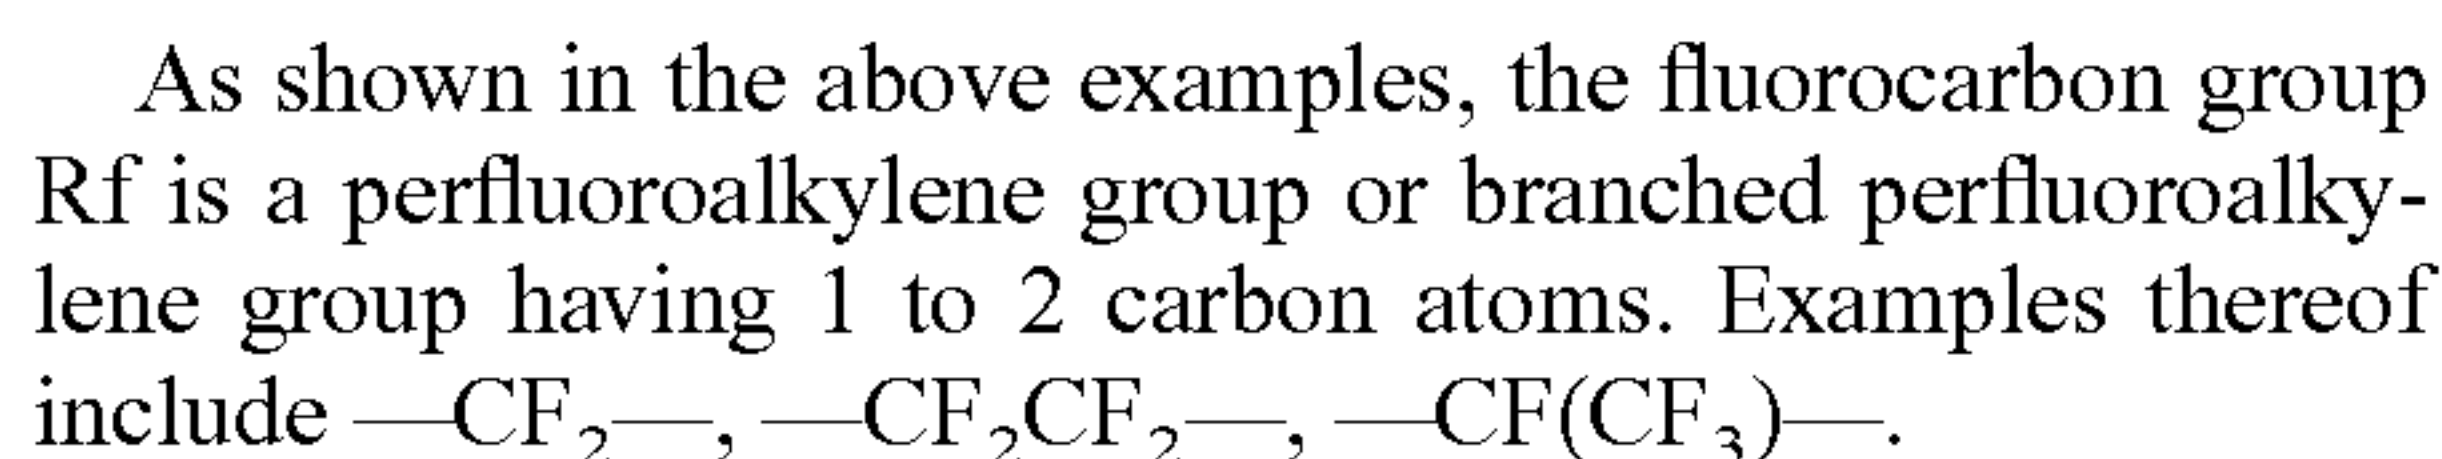 As shown in the above examples, the fluorocarbon group
Rf is a perfluoroalkylene group or branched perfluoroalky-
lene group having 1 to 2 carbon atoms. Examples thereof
include —CF₂—, —CF₂CF₂—, —CF(CF₃)—.